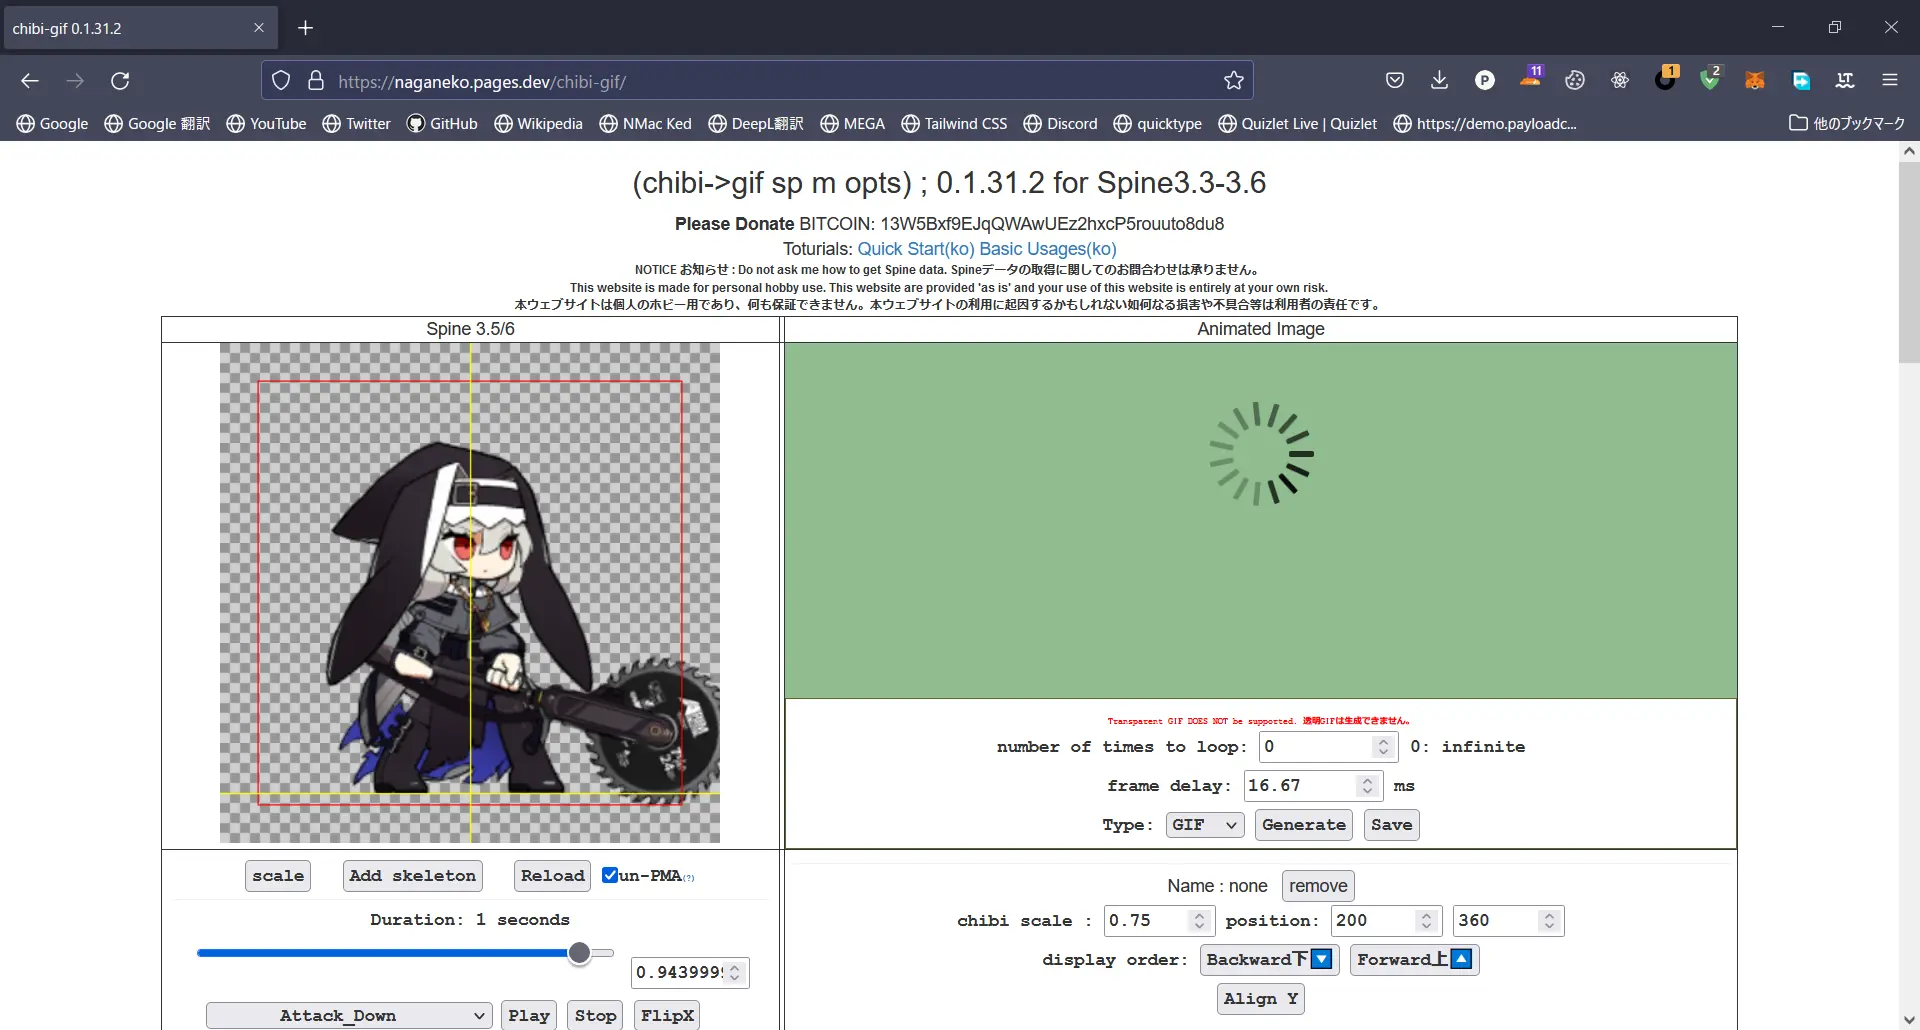 chibi-gif 0.1.31.2
https://naganeko.pages.dev/chibi-gif/
11
1
2
Google
Google 翻訳
YouTube
Twitter
GitHub
Wikipedia
NMac Ked
DeepL翻訳
MEGA
Tailwind CSS
Discord
quicktype
Quizlet Live | Quizlet
https://demo.payloadc...
他のブックマーク
(chibi->gif sp m opts) ; 0.1.31.2 for Spine3.3-3.6
Please Donate BITCOIN: 13W5Bxf9EJqQWAwUEz2hxcP5rouuto8du8
Toturials: Quick Start(ko) Basic Usages(ko)
NOTICE お知らせ : Do not ask me how to get Spine data. Spineデータの取得に関してのお問合わせは承りません。
This website is made for personal hobby use. This website are provided 'as is' and your use of this website is entirely at your own risk.
本ウェブサイトは個人のホビー用であり、何も保証できません。本ウェブサイトの利用に起因するかもしれない如何なる損害や不具合等は利用者の責任です。
Spine 3.5/6
Animated Image
Transparent GIF DOES NOT be supported. 透明GIFは生成できません。
number of times to loop: 0 0: infinite
frame delay: 16.67 ms
Type: GIF Generate Save
scale Add skeleton Reload un-PMA(?)
Duration: 1 seconds
0.943999
Attack_Down Play Stop FlipX
Name : none remove
chibi scale : 0.75 position: 200 360
display order: Backward下 Forward上
Align Y